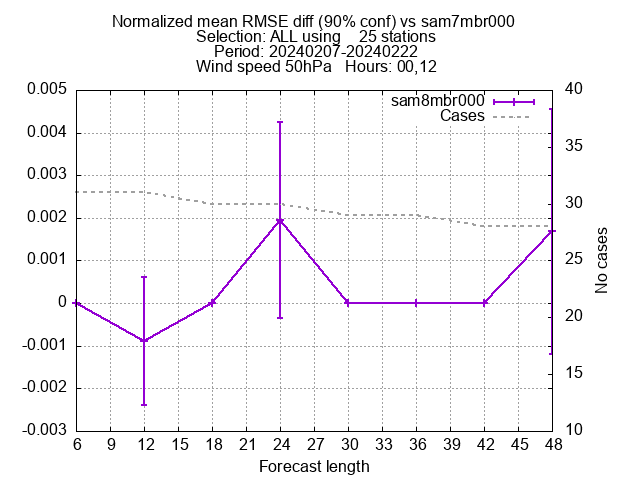 Normalized mean RMSE diff (90% conf) vs sam7mbr000
Selection: ALL using    25 stations
Period: 20240207-20240222
Wind speed 50hPa   Hours: 00,12
sam8mbr000
Cases
0.005
0.004
0.003
0.002
0.001
0
-0.001
-0.002
-0.003
40
35
30
25
20
15
10
No cases
6 9 12 15 18 21 24 27 30 33 36 39 42 45 48
Forecast length